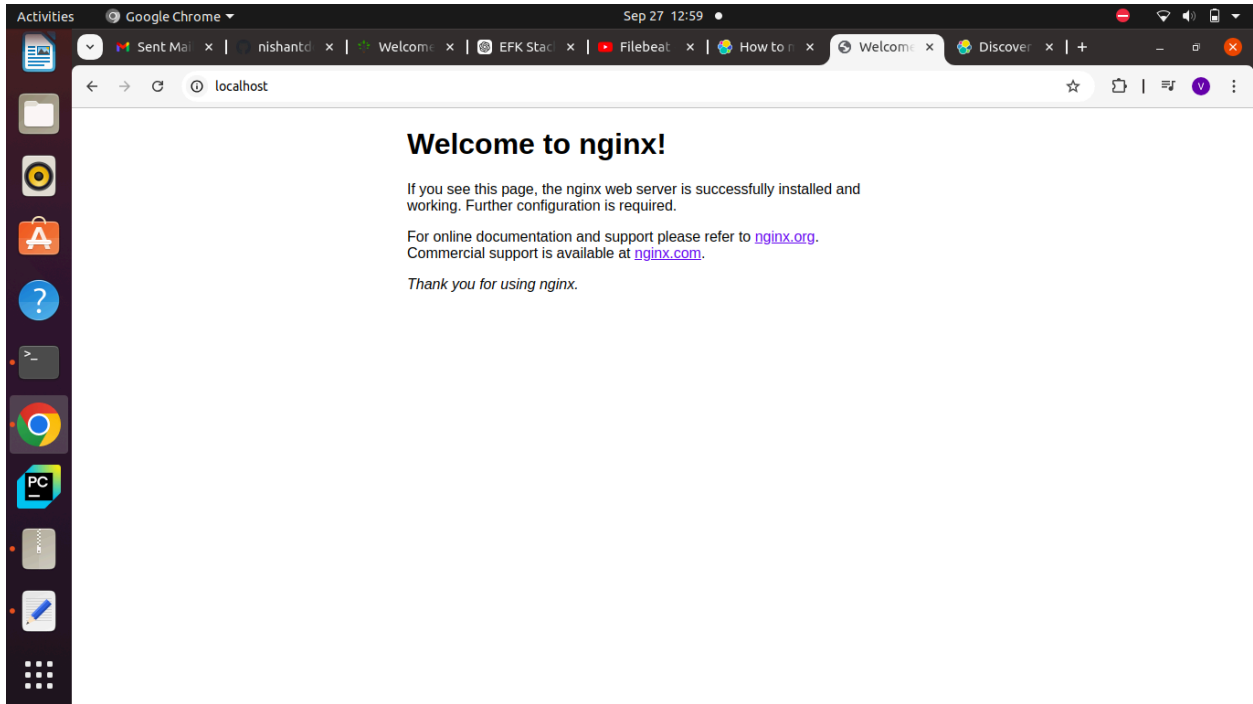 Activities Google Chrome Sep 27 12:59
Sent Mai nishantd Welcome EFK Stac Filebeat How to n Welcome Discover
localhost V
Welcome to nginx!
If you see this page, the nginx web server is successfully installed and
working. Further configuration is required.
For online documentation and support please refer to nginx.org.
Commercial support is available at nginx.com.
Thank you for using nginx.
PC